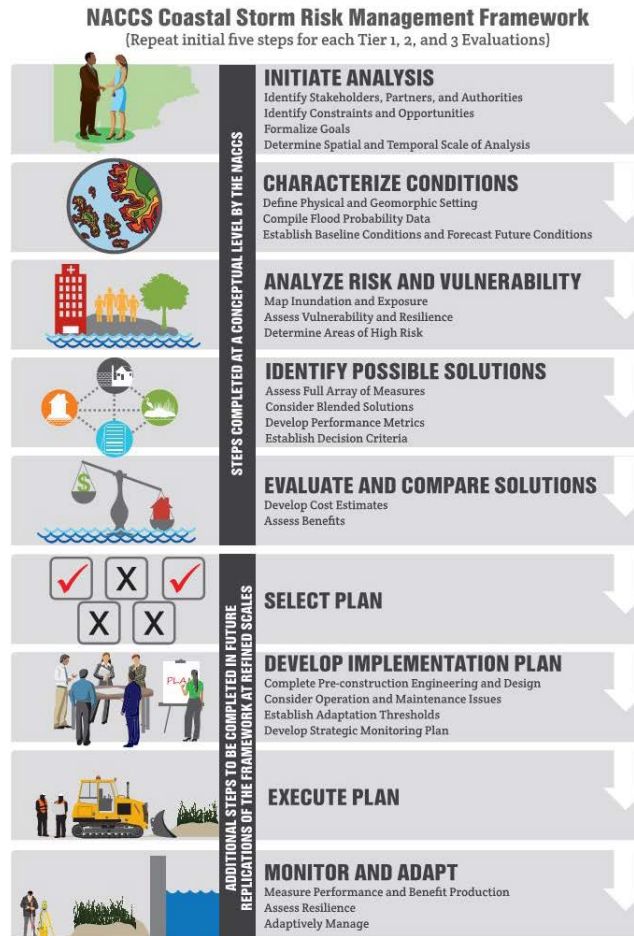 NACCS Coastal Storm Risk Management Framework
(Repeat initial five steps for each Tier 1, 2, and 3 Evaluations)
STEPS COMPLETED AT A CONCEPTUAL LEVEL BY THE NACCS
INITIATE ANALYSIS
Identify Stakeholders, Partners, and Authorities
Identify Constraints and Opportunities
Formalize Goals
Determine Spatial and Temporal Scale of Analysis
CHARACTERIZE CONDITIONS
Define Physical and Geomorphic Setting
Compile Flood Probability Data
Establish Baseline Conditions and Forecast Future Conditions
ANALYZE RISK AND VULNERABILITY
Map Inundation and Exposure
Assess Vulnerability and Resilience
Determine Areas of High Risk
IDENTIFY POSSIBLE SOLUTIONS
Assess Full Array of Measures
Consider Blended Solutions
Develop Performance Metrics
Establish Decision Criteria
$
EVALUATE AND COMPARE SOLUTIONS
Develop Cost Estimates
Assess Benefits
ADDITIONAL STEPS TO BE COMPLETED IN FUTURE
REPLICATIONS OF THE FRAMEWORK AT REFINED SCALES
X
X X
SELECT PLAN
PLAN
DEVELOP IMPLEMENTATION PLAN
Complete Pre-construction Engineering and Design
Consider Operation and Maintenance Issues
Establish Adaptation Thresholds
Develop Strategic Monitoring Plan
EXECUTE PLAN
MONITOR AND ADAPT
Measure Performance and Benefit Production
Assess Resilience
Adaptively Manage